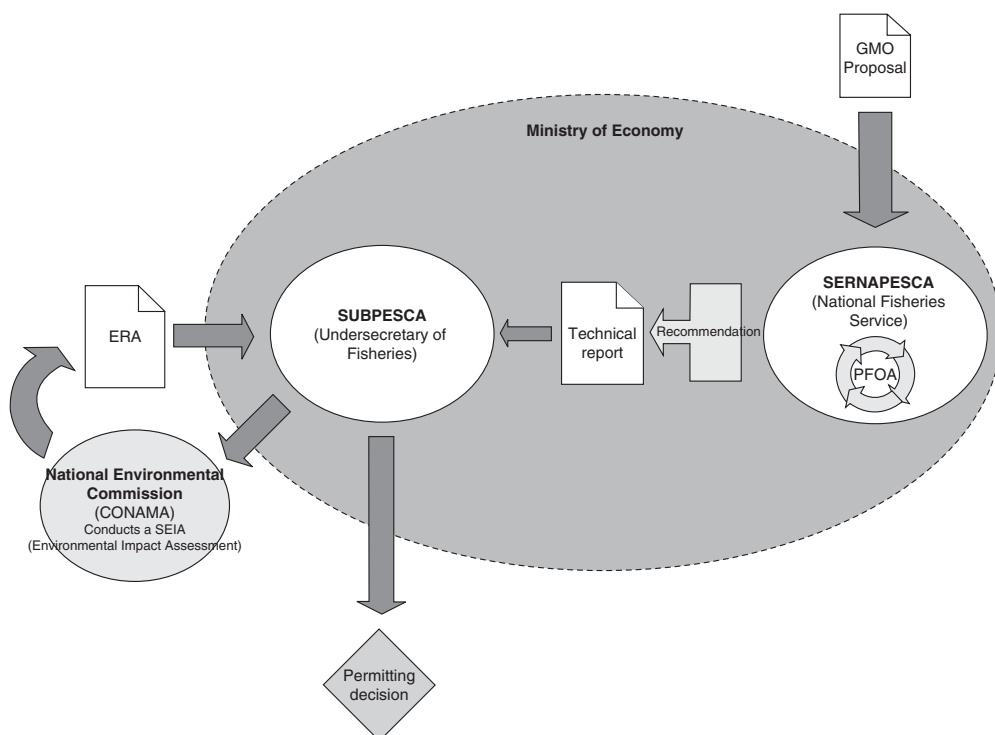 GMO
Proposal
Ministry of Economy
SERNAPESCA
(National Fisheries
Service)
PFOA
Recommendation
Technical
report
SUBPESCA
(Undersecretary of
Fisheries)
ERA
National Environmental
Commission
(CONAMA)
Conducts a SEIA
(Environmental Impact Assessment)
Permitting
decision